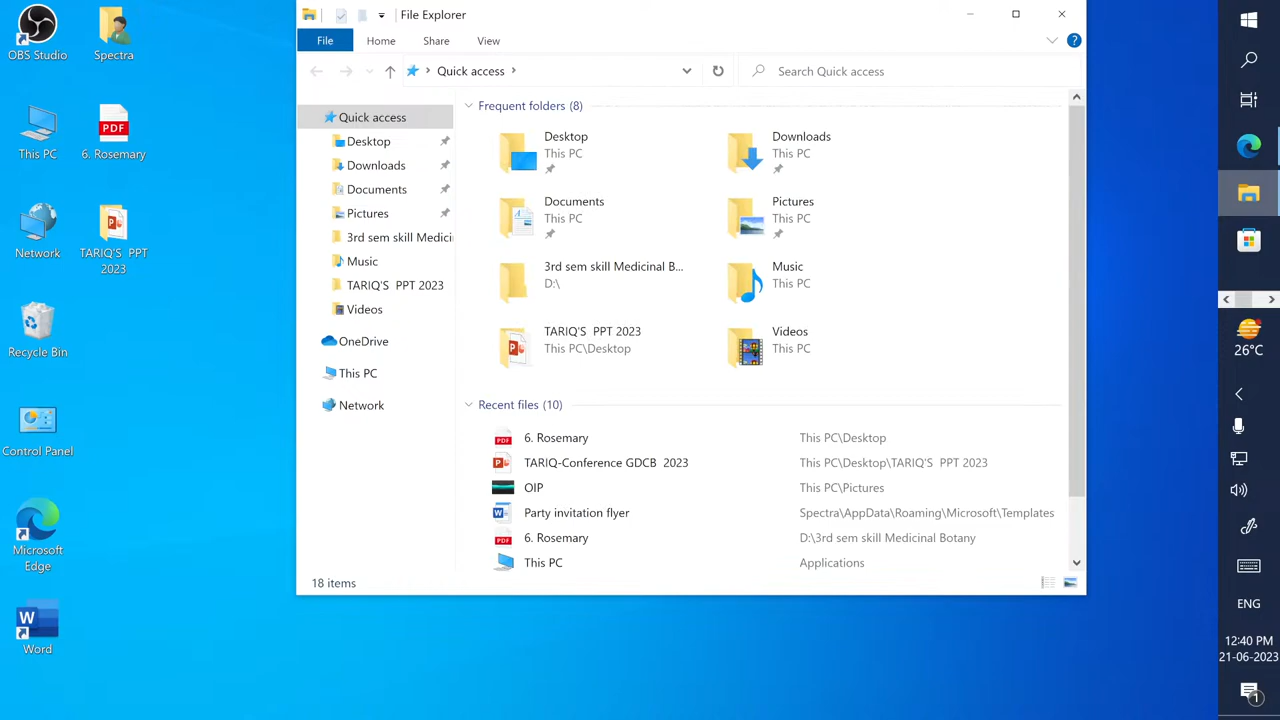 OBS Studio
Spectra
This PC
PDF
6. Rosemary
Network
TARIQ'S  PPT
2023
Recycle Bin
Control Panel
Microsoft
Edge
W
Word
File Explorer
File
Home
Share
View
?
Quick access
Search Quick access
Quick access
Desktop
Downloads
Documents
Pictures
3rd sem skill Medici
Music
TARIQ'S  PPT 2023
Videos
OneDrive
This PC
Network
Frequent folders (8)
Desktop
This PC
Downloads
This PC
Documents
This PC
Pictures
This PC
3rd sem skill Medicinal B...
D:\
Music
This PC
TARIQ'S  PPT 2023
This PC\Desktop
Videos
This PC
Recent files (10)
PDF
6. Rosemary
This PC\Desktop
TARIQ-Conference GDCB  2023
This PC\Desktop\TARIQ'S  PPT 2023
OIP
This PC\Pictures
Party invitation flyer
Spectra\AppData\Roaming\Microsoft\Templates
PDF
6. Rosemary
D:\3rd sem skill Medicinal Botany
This PC
Applications
18 items
26°C
ENG
12:40 PM
21-06-2023
1